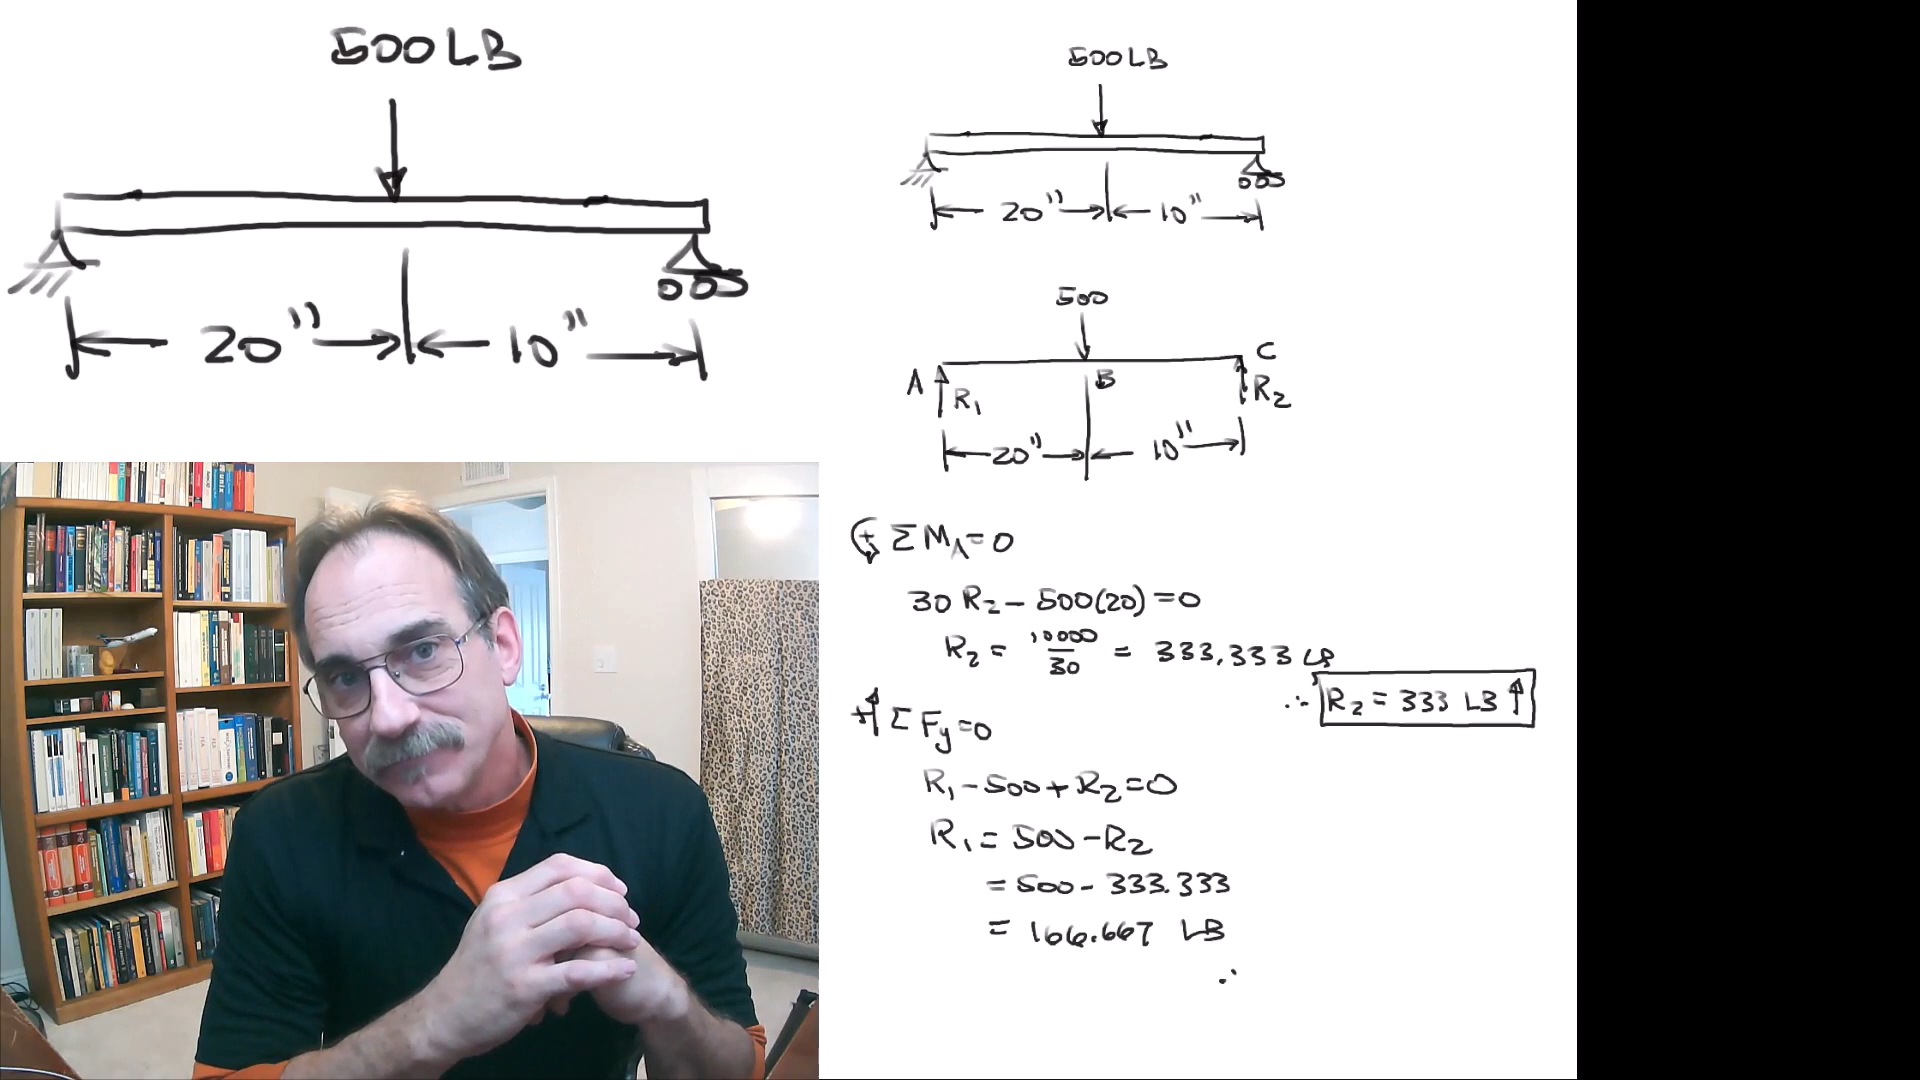 500 LB
20" 10"
500 LB
20" 10"
500
A R1 B C R2
20" 10"
+ Σ MA = 0
30 R2 - 500(20) = 0
R2 = 10000/30 = 333.333 LB
∴ R2 = 333 LB ↑
+↑ Σ Fy = 0
R1 - 500 + R2 = 0
R1 = 500 - R2
= 500 - 333.333
= 166.667 LB
∴